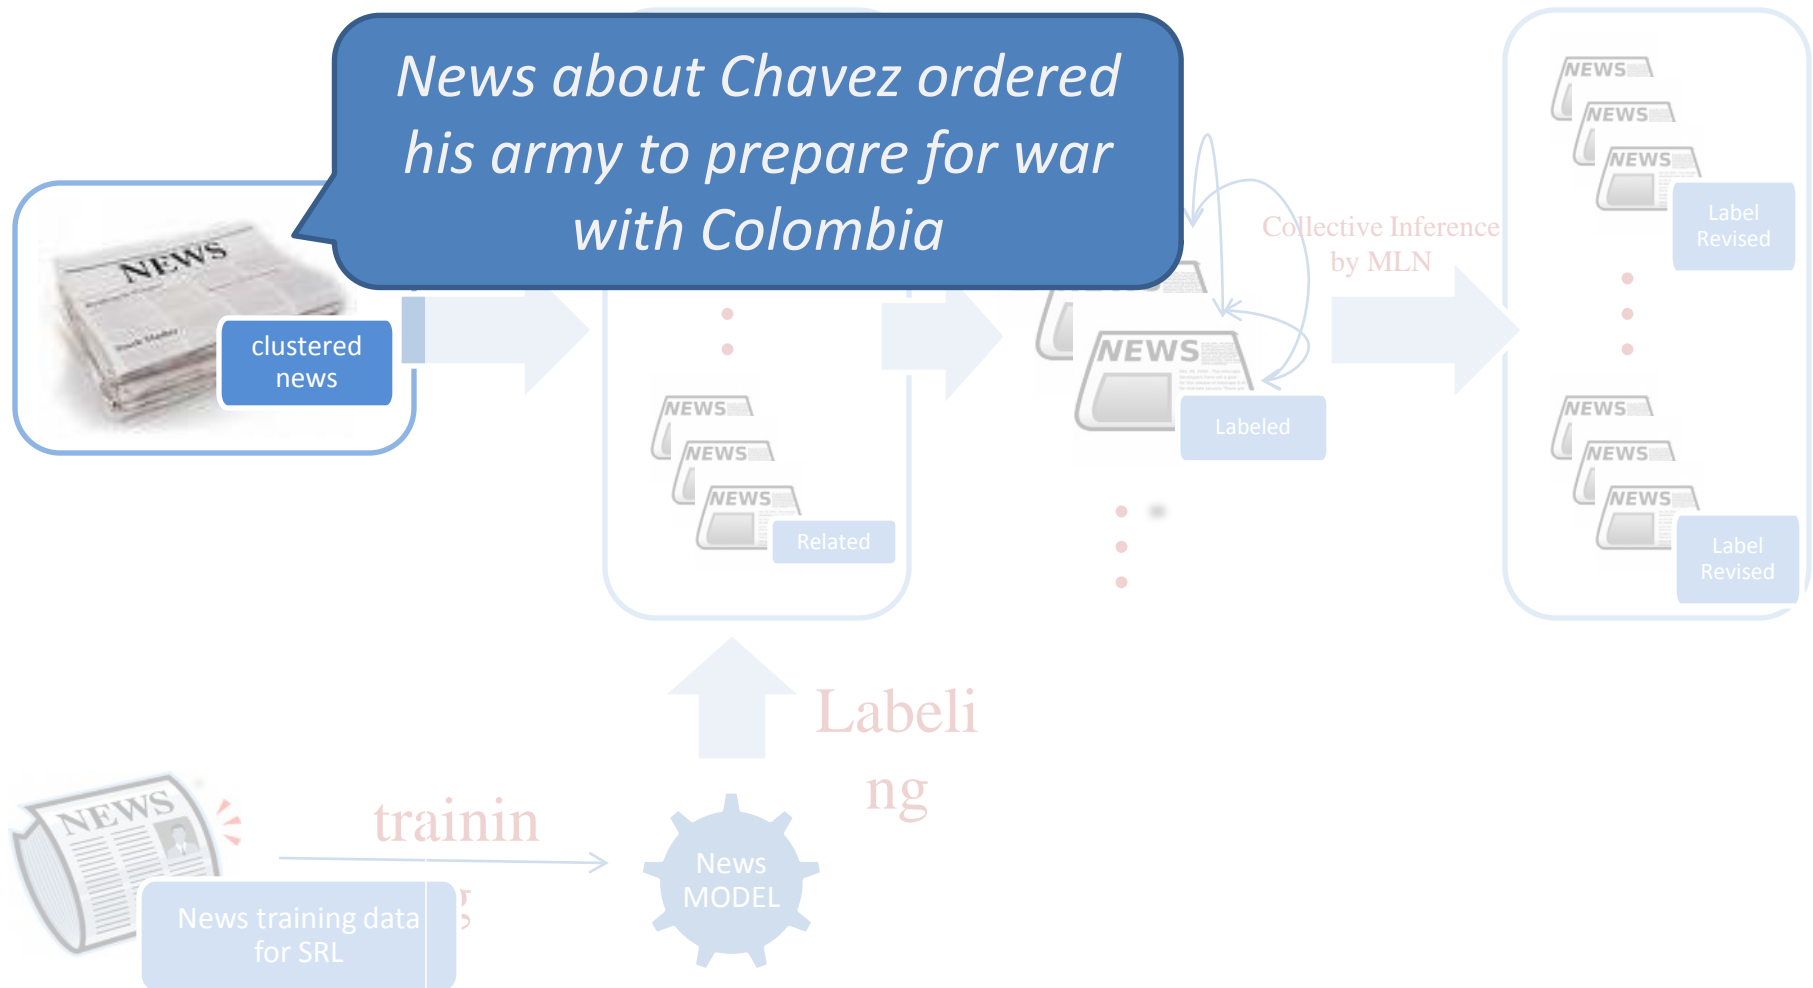 News about Chavez ordered
his army to prepare for war
with Colombia
NEWS
clustered
news
NEWS
NEWS
NEWS
Related
NEWS
Labeled
Collective Inference
by MLN
NEWS
NEWS
NEWS
Label
Revised
NEWS
NEWS
NEWS
Label
Revised
Labeli
ng
NEWS
trainin
g
News training data
for SRL
News
MODEL